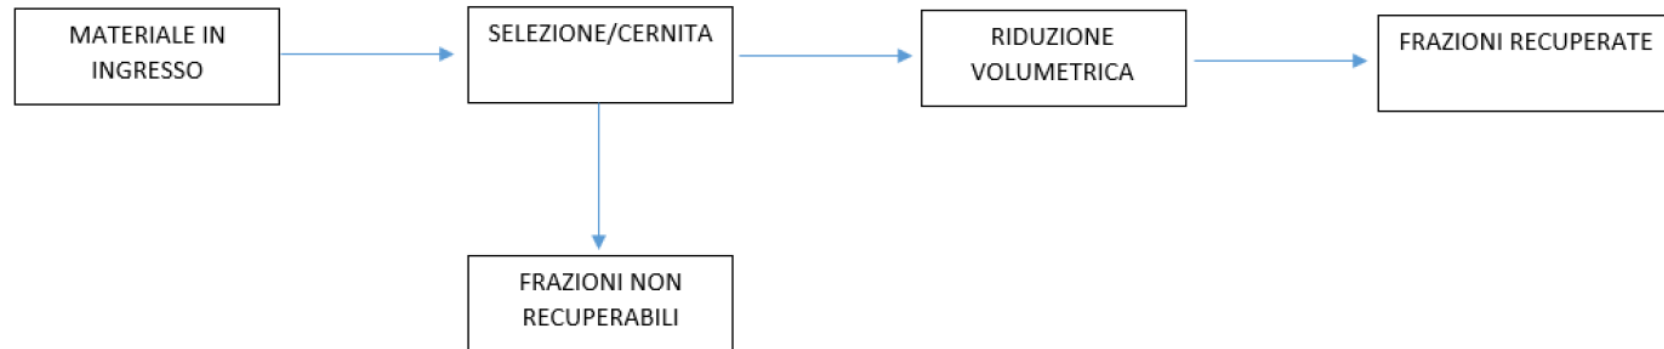 MATERIALE IN
INGRESSO
SELEZIONE/CERNITA
RIDUZIONE
VOLUMETRICA
FRAZIONI RECUPERATE
FRAZIONI NON
RECUPERABILI